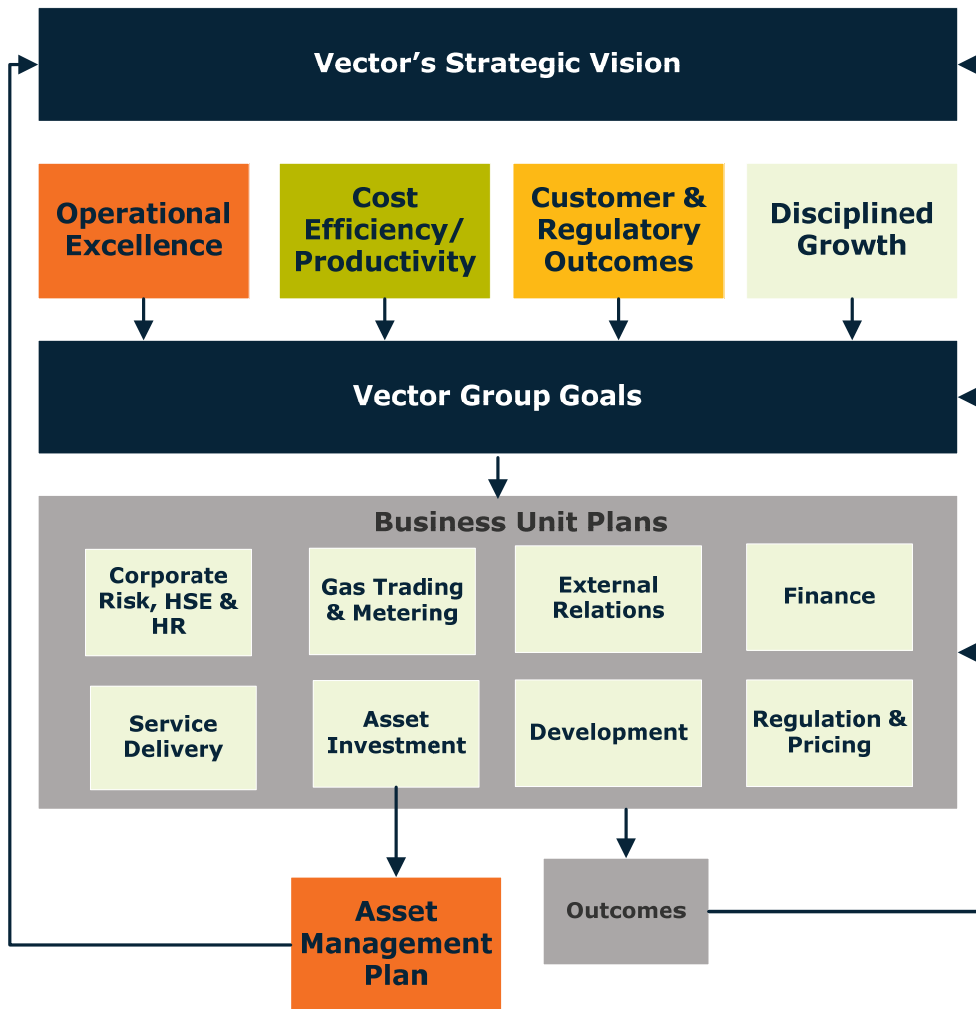 Vector’s Strategic Vision
Operational
Excellence
Cost
Efficiency/
Productivity
Customer &
Regulatory
Outcomes
Disciplined
Growth
Vector Group Goals
Business Unit Plans
Corporate
Risk, HSE &
HR
Gas Trading
& Metering
External
Relations
Finance
Service
Delivery
Asset
Investment
Development
Regulation &
Pricing
Asset
Management
Plan
Outcomes